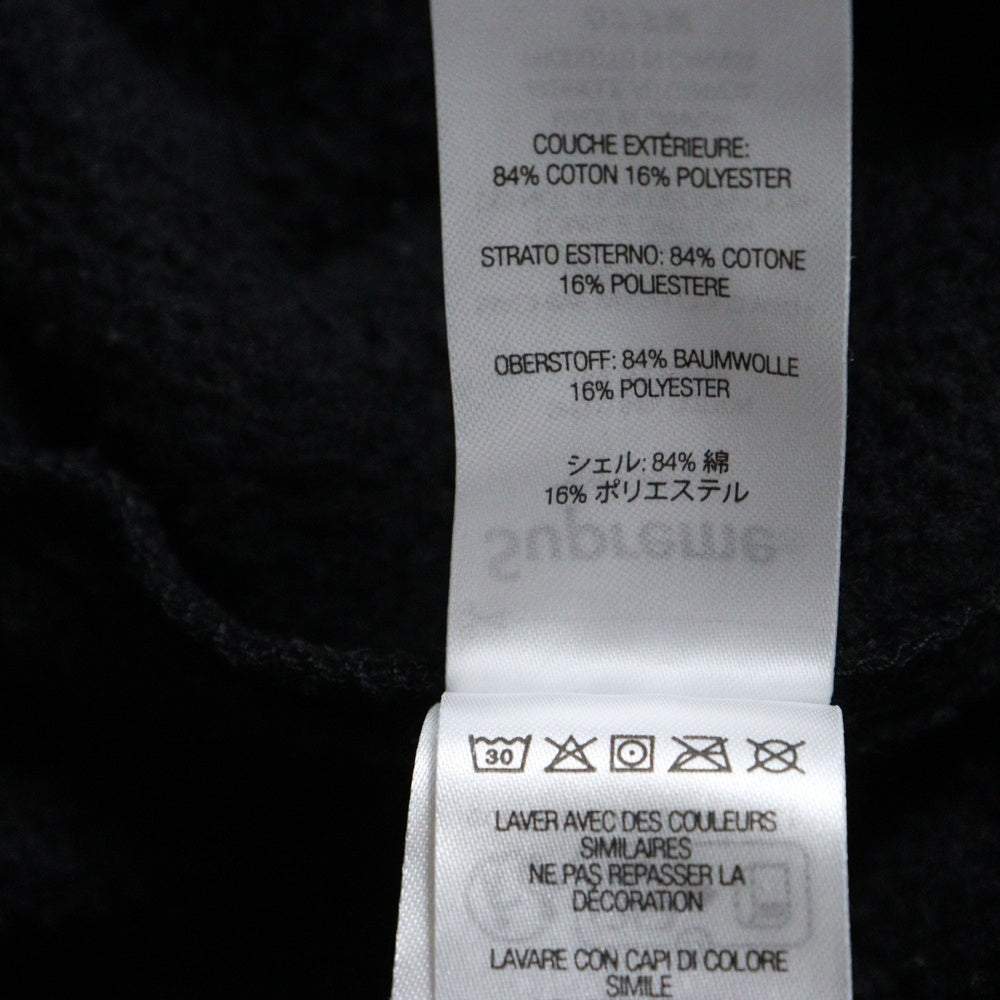 COUCHE EXTÉRIEURE:
84% COTON 16% POLYESTER
STRATO ESTERNO: 84% COTONE
16% POLIESTERE
OBERSTOFF: 84% BAUMWOLLE
16% POLYESTER
シェル: 84% 綿
16% ポリエステル
Supreme
30
LAVER AVEC DES COULEURS
SIMILAIRES
NE PAS REPASSER LA
DÉCORATION
LAVARE CON CAPI DI COLORE
SIMILE